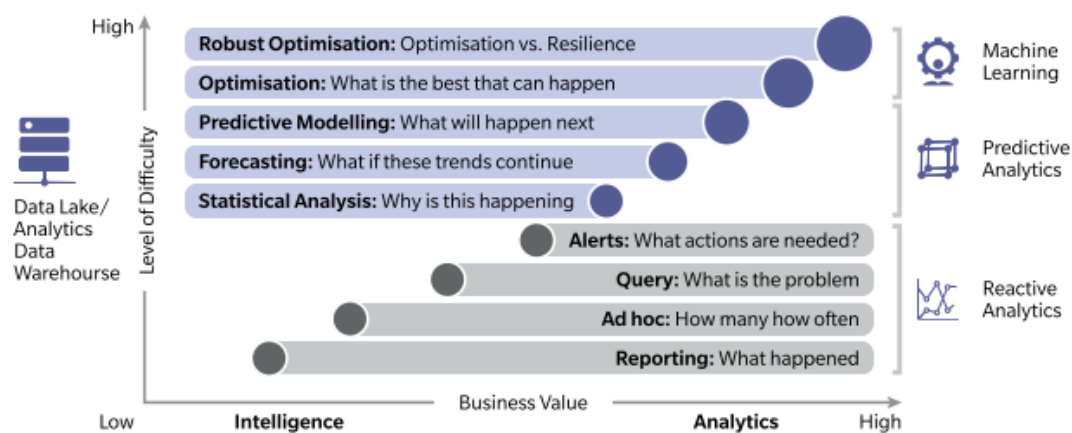 High
Robust Optimisation: Optimisation vs. Resilience
Optimisation: What is the best that can happen
Predictive Modelling: What will happen next
Forecasting: What if these trends continue
Statistical Analysis: Why is this happening
Alerts: What actions are needed?
Query: What is the problem
Ad hoc: How many how often
Reporting: What happened
Level of Difficulty
Data Lake/
Analytics
Data
Warehourse
Machine
Learning
Predictive
Analytics
Reactive
Analytics
Business Value
Low
Intelligence
Analytics
High